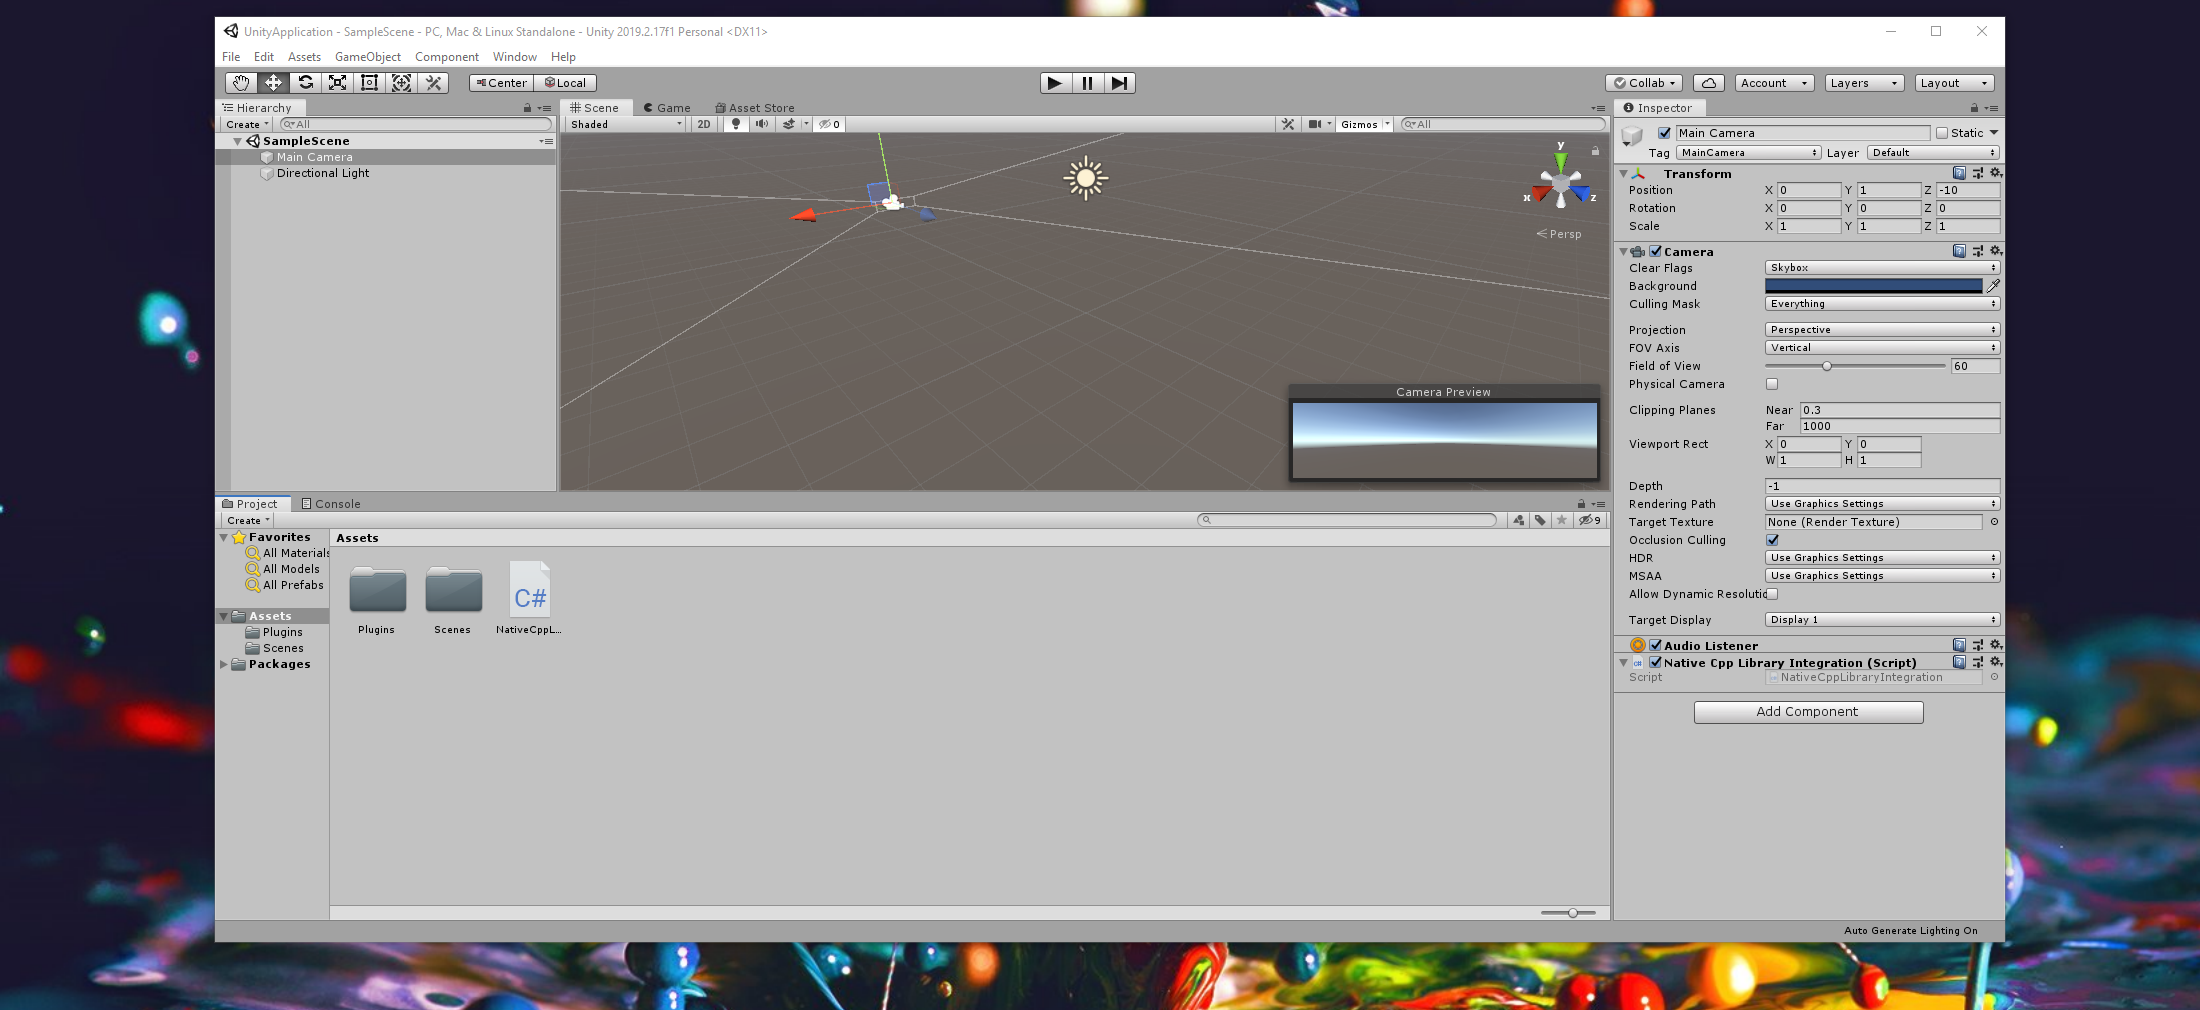 UnityApplication - SampleScene - PC, Mac & Linux Standalone - Unity 2019.2.17f1 Personal <DX11>
File Edit Assets GameObject Component Window Help
Center Local
Collab Account Layers Layout
Hierarchy
Create All
SampleScene
Main Camera
Directional Light
Scene Game Asset Store
Shaded 2D 0 Gizmos All
y
x z
Persp
Camera Preview
Inspector
Main Camera Static
Tag MainCamera Layer Default
Transform
Position X 0 Y 1 Z -10
Rotation X 0 Y 0 Z 0
Scale X 1 Y 1 Z 1
Camera
Clear Flags Skybox
Background
Culling Mask Everything
Projection Perspective
FOV Axis Vertical
Field of View 60
Physical Camera
Clipping Planes Near 0.3
Far 1000
Viewport Rect X 0 Y 0
W 1 H 1
Depth -1
Rendering Path Use Graphics Settings
Target Texture None (Render Texture)
Occlusion Culling
HDR Use Graphics Settings
MSAA Use Graphics Settings
Allow Dynamic Resolutio
Target Display Display 1
Audio Listener
Native Cpp Library Integration (Script)
Script NativeCppLibraryIntegration
Add Component
Project Console
Create 9
Favorites
All Materials
All Models
All Prefabs
Assets
Plugins
Scenes
Packages
Assets
C#
Plugins Scenes NativeCppL...
Auto Generate Lighting On